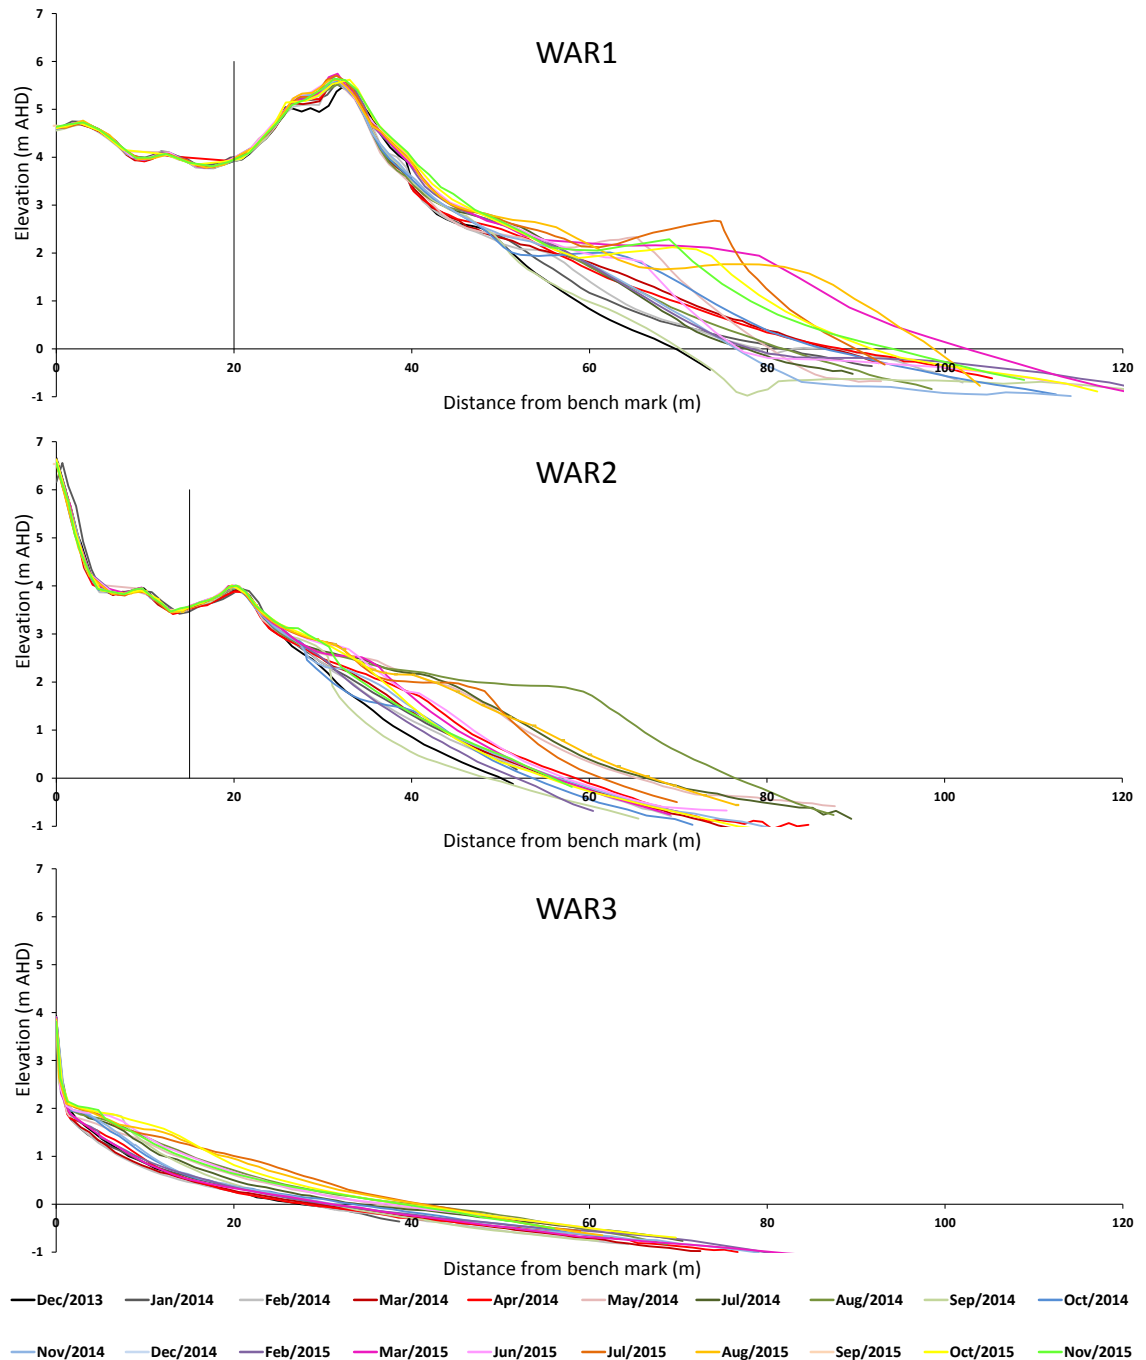 WAR1
Elevation (m AHD)
7
6
5
4
3
2
1
0
-1
0 20 40 60 80 100 120
Distance from bench mark (m)
WAR2
Elevation (m AHD)
7
6
5
4
3
2
1
0
-1
0 20 40 60 80 100 120
Distance from bench mark (m)
WAR3
Elevation (m AHD)
7
6
5
4
3
2
1
0
-1
0 20 40 60 80 100 120
Distance from bench mark (m)
Dec/2013 Jan/2014 Feb/2014 Mar/2014 Apr/2014 May/2014 Jul/2014 Aug/2014 Sep/2014 Oct/2014
Nov/2014 Dec/2014 Feb/2015 Mar/2015 Jun/2015 Jul/2015 Aug/2015 Sep/2015 Oct/2015 Nov/2015